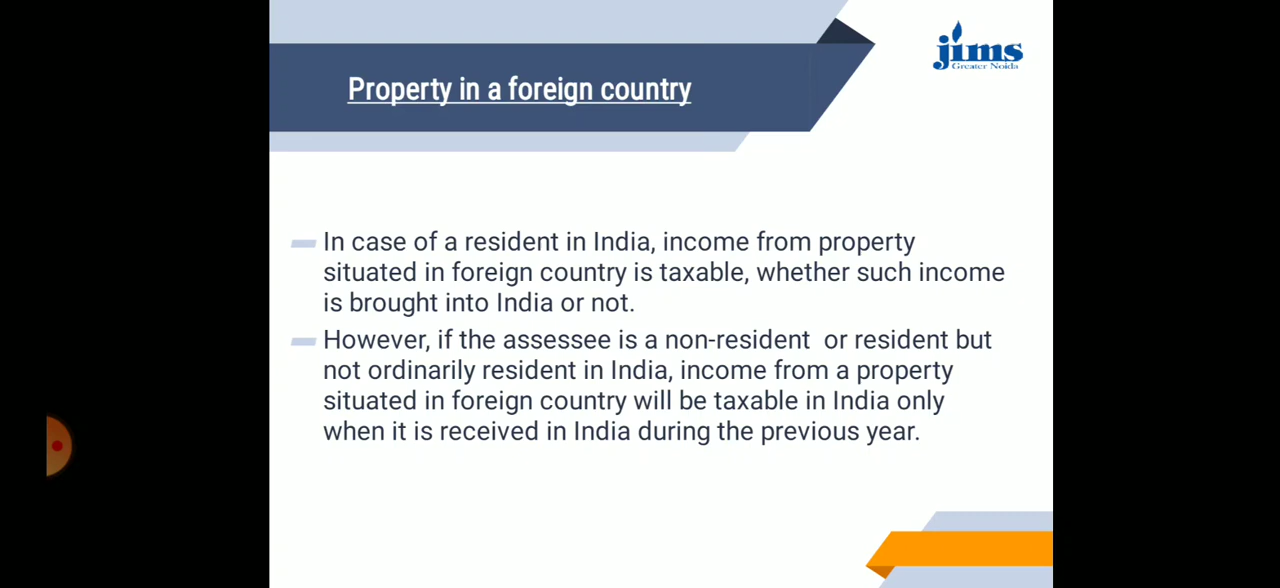 jims
Greater Noida
Property in a foreign country
In case of a resident in India, income from property
situated in foreign country is taxable, whether such income
is brought into India or not.
However, if the assessee is a non-resident  or resident but
not ordinarily resident in India, income from a property
situated in foreign country will be taxable in India only
when it is received in India during the previous year.